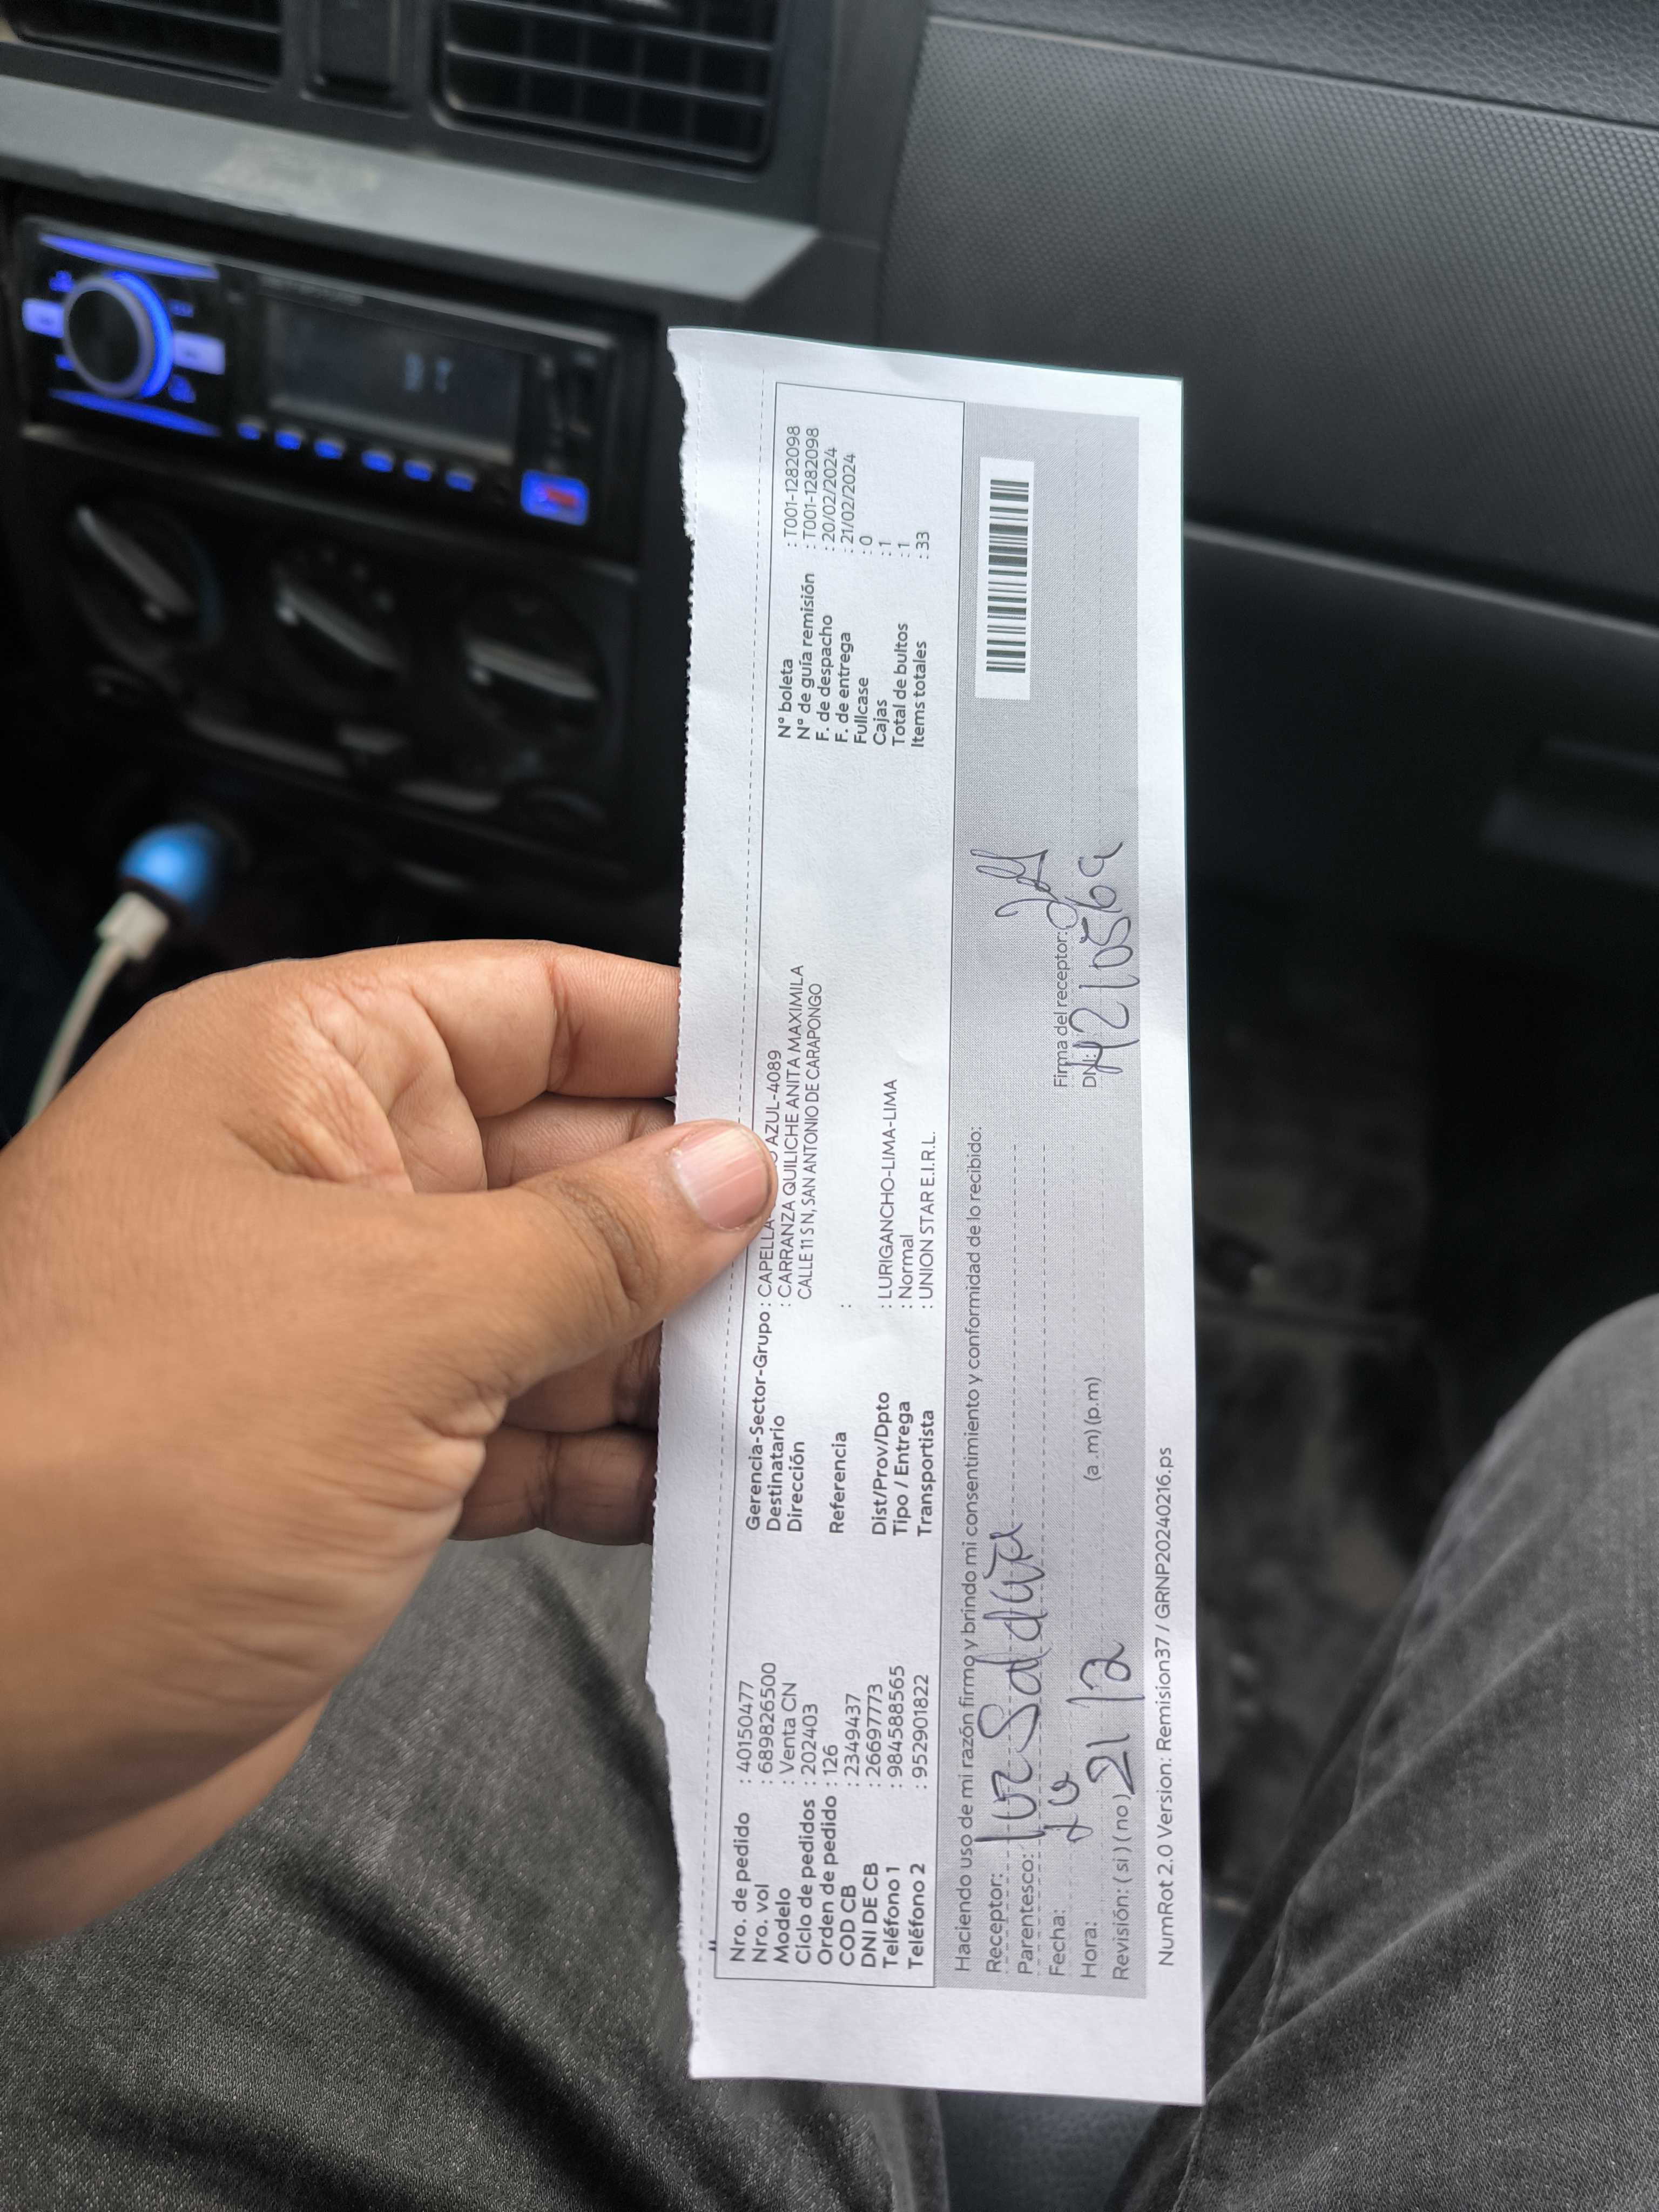 Nro. de pedido : 40150477
Nro. vol : 689826500
Modelo : Venta CN
Ciclo de pedidos : 202403
Orden de pedido : 126
COD CB : 2349437
DNI DE CB : 26697773
Teléfono 1 : 984588565
Teléfono 2 : 952901822
Gerencia-Sector-Grupo : CAPELLA AZUL-4089
Destinatario : CARRANZA QUILICHE ANITA MAXIMILA
Dirección CALLE 11 S N, SAN ANTONIO DE CARAPONGO
Referencia :
Dist/Prov/Dpto : LURIGANCHO-LIMA-LIMA
Tipo / Entrega : Normal
Transportista : UNION STAR E.I.R.L.
N° boleta : T001-1282098
N° de guía remisión : T001-1282098
F. de despacho : 20/02/2024
F. de entrega : 21/02/2024
Fullcase : 0
Cajas : 1
Total de bultos : 1
Items totales : 33
Haciendo uso de mi razón firmo y brindo mi consentimiento y conformidad de lo recibido:
Receptor:
Parentesco:
Fecha:
Hora: (a .m) (p.m)
Revisión: ( si ) ( no ) 21/2
Firma del receptor:
DNI: 4210569
NumRot 2.0 Version: Remision37 / GRNP20240216.ps